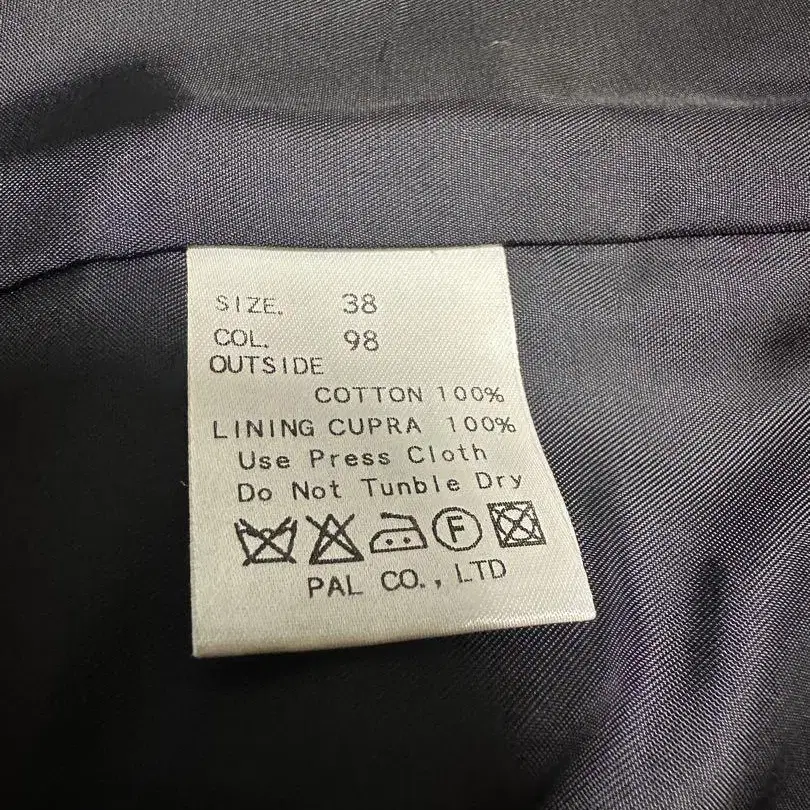 SIZE. 38
COL. 98
OUTSIDE
COTTON 100%
LINING CUPRA 100%
Use Press Cloth
Do Not Tunble Dry
F
PAL CO., LTD